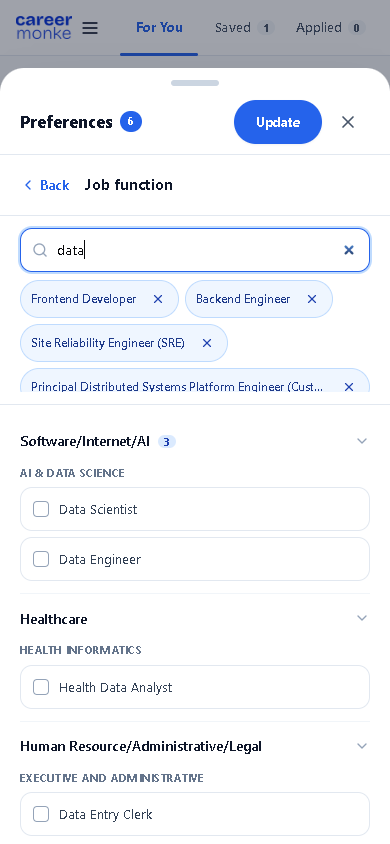 career
monke
For You
Saved 1
Applied 0
Preferences 6
Update
Back
Job function
data
Frontend Developer
Backend Engineer
Site Reliability Engineer (SRE)
Principal Distributed Systems Platform Engineer (Cust...
Software/Internet/AI 3
AI & DATA SCIENCE
Data Scientist
Data Engineer
Healthcare
HEALTH INFORMATICS
Health Data Analyst
Human Resource/Administrative/Legal
EXECUTIVE AND ADMINISTRATIVE
Data Entry Clerk